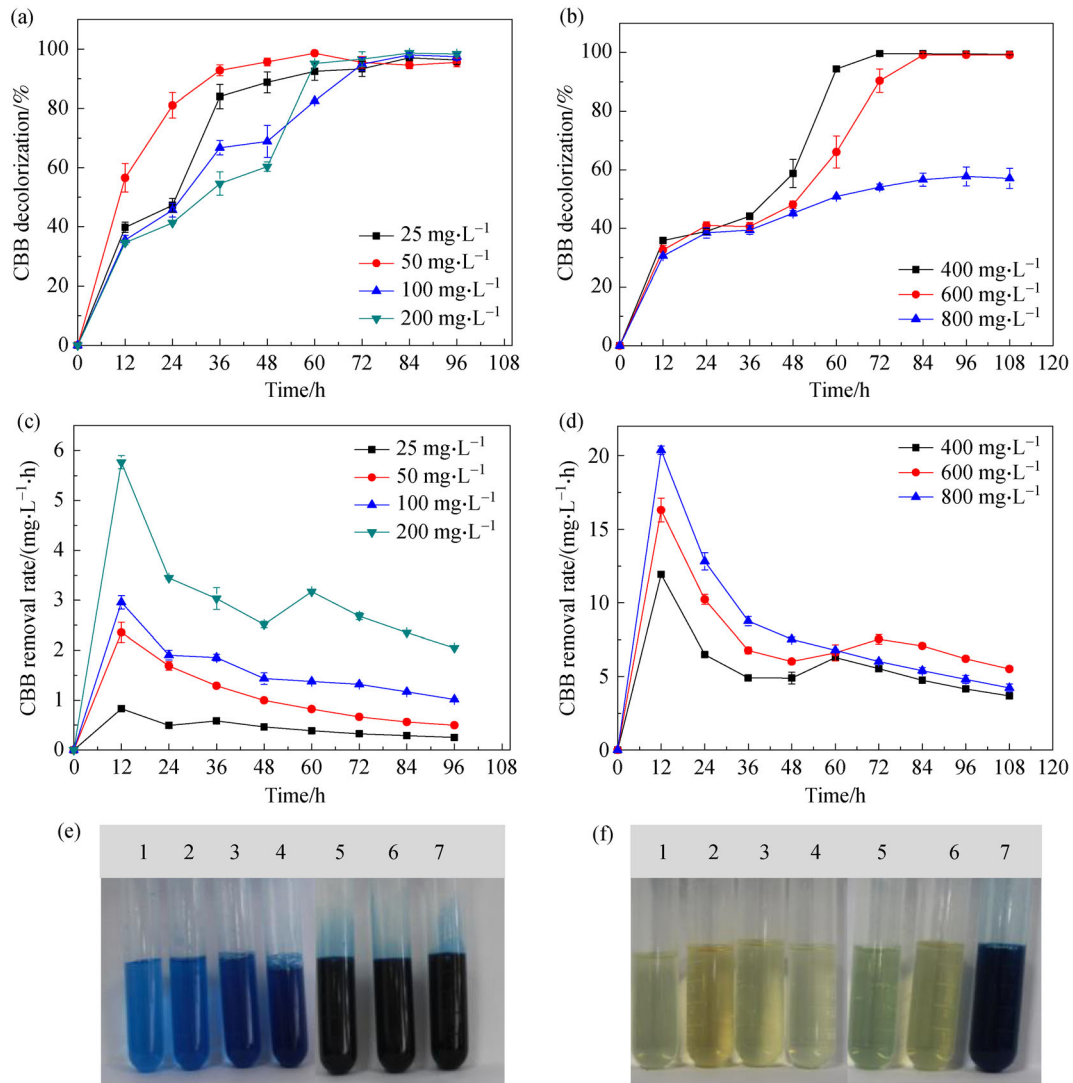 (a)
CBB decolorization/%
100
80
60
40
20
0
25 mg·L⁻¹
50 mg·L⁻¹
100 mg·L⁻¹
200 mg·L⁻¹
0 12 24 36 48 60 72 84 96 108
Time/h
(b)
CBB decolorization/%
100
80
60
40
20
0
400 mg·L⁻¹
600 mg·L⁻¹
800 mg·L⁻¹
0 12 24 36 48 60 72 84 96 108 120
Time/h
(c)
CBB removal rate/(mg·L⁻¹·h)
6
5
4
3
2
1
0
25 mg·L⁻¹
50 mg·L⁻¹
100 mg·L⁻¹
200 mg·L⁻¹
0 12 24 36 48 60 72 84 96 108
Time/h
(d)
CBB removal rate/(mg·L⁻¹·h)
20
15
10
5
0
400 mg·L⁻¹
600 mg·L⁻¹
800 mg·L⁻¹
0 12 24 36 48 60 72 84 96 108 120
Time/h
(e)
1 2 3 4 5 6 7
(f)
1 2 3 4 5 6 7